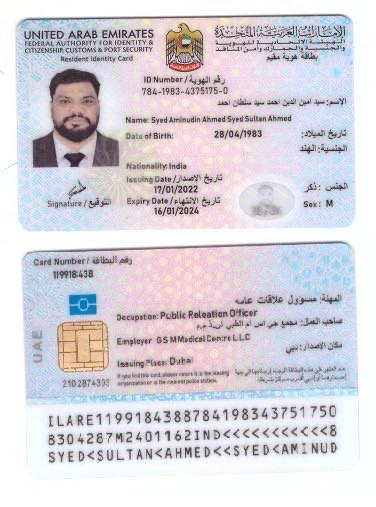 UNITED ARAB EMIRATES
FEDERAL AUTHORITY FOR IDENTITY &
CITIZENSHIP, CUSTOMS & PORT SECURITY
Resident Identity Card
الإمارات العربية المتحدة
الهيئة الاتحادية للهوية
والجنسية والجمارك وأمن المنافذ
بطاقة هوية مقيم
ID Number / رقم الهوية
784-1983-4375175-0
الإسم: سيد امين الدين احمد سيد سلطان احمد
Name: Syed Aminudin Ahmed Syed Sultan Ahmed
Date of Birth: 28/04/1983 تاريخ الميلاد:
Nationality: India الجنسية: الهند
Issuing Date / تاريخ الإصدار
17/01/2022
Expiry Date / تاريخ الإنتهاء
16/01/2024
الجنس: ذكر
Sex: M
Signature / التوقيع
Card Number / رقم البطاقة
119918438
UAE
المهنة: مسؤول علاقات عامه
Occupation: Public Releation Officer
صاحب العمل: مجمع جي اس ام الطبي ذ.م.م
Employer: G S M Medical Centre L L C
مكان الإصدار: دبي
Issuing Place: Dubai
If you find this card, please return it to the issuing
organization or the nearest police station.
2102874303
ILARE1199184388784198343751750
8304287M2401162IND<<<<<<<<<<<8
SYED<SULTAN<AHMED<<SYED<AMINUD